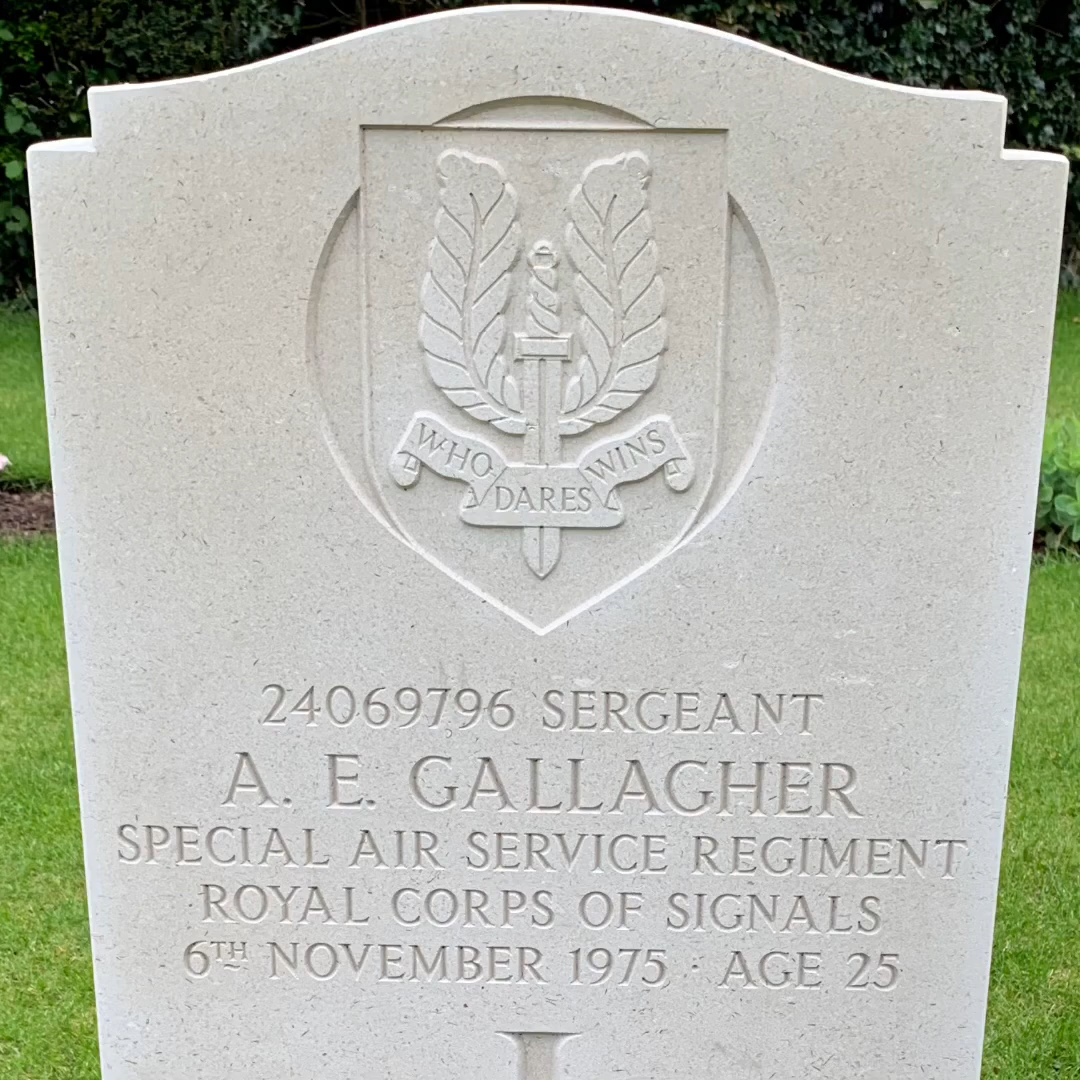 WHO DARES WINS
24069796 SERGEANT
A. E. GALLAGHER
SPECIAL AIR SERVICE REGIMENT
ROYAL CORPS OF SIGNALS
6TH NOVEMBER 1975 · AGE 25